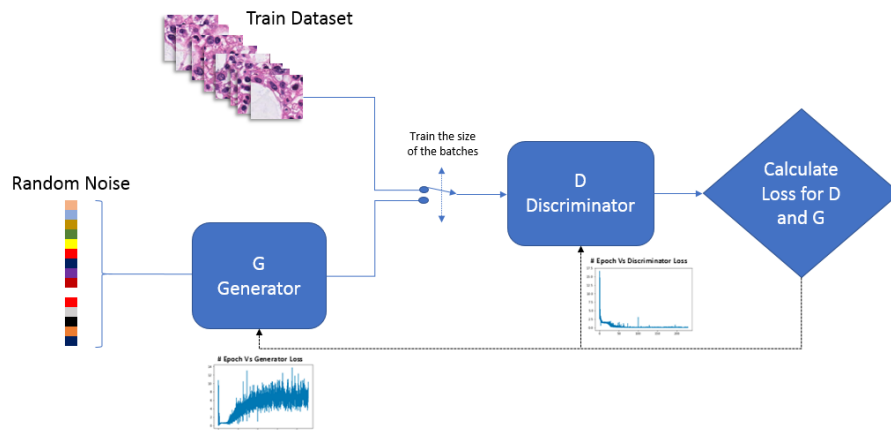 Train Dataset
Train the size
of the batches
Random Noise
G
Generator
D
Discriminator
Calculate
Loss for D
and G
# Epoch Vs Discriminator Loss
# Epoch Vs Generator Loss